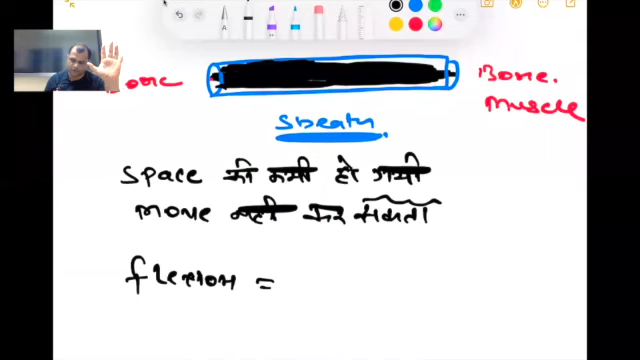 Bone.
Muscle
Sheath
Space की कमी हो गयी
move नही कर सकता
flexion =